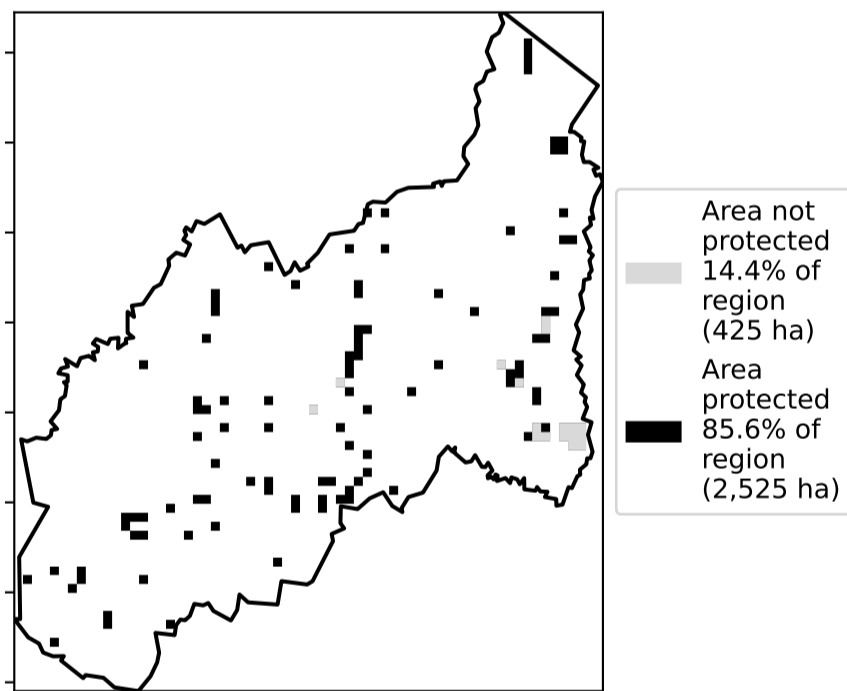 Area not
protected
14.4% of
region
(425 ha)
Area
protected
85.6% of
region
(2,525 ha)